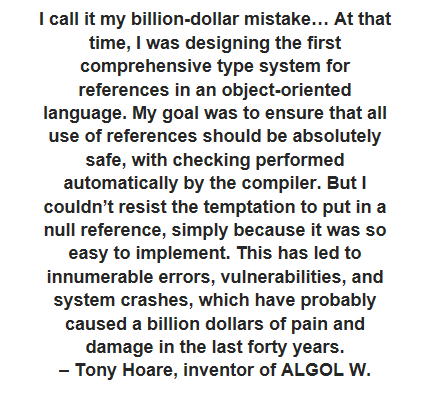 I call it my billion-dollar mistake… At that
time, I was designing the first
comprehensive type system for
references in an object-oriented
language. My goal was to ensure that all
use of references should be absolutely
safe, with checking performed
automatically by the compiler. But I
couldn’t resist the temptation to put in a
null reference, simply because it was so
easy to implement. This has led to
innumerable errors, vulnerabilities, and
system crashes, which have probably
caused a billion dollars of pain and
damage in the last forty years.
– Tony Hoare, inventor of ALGOL W.